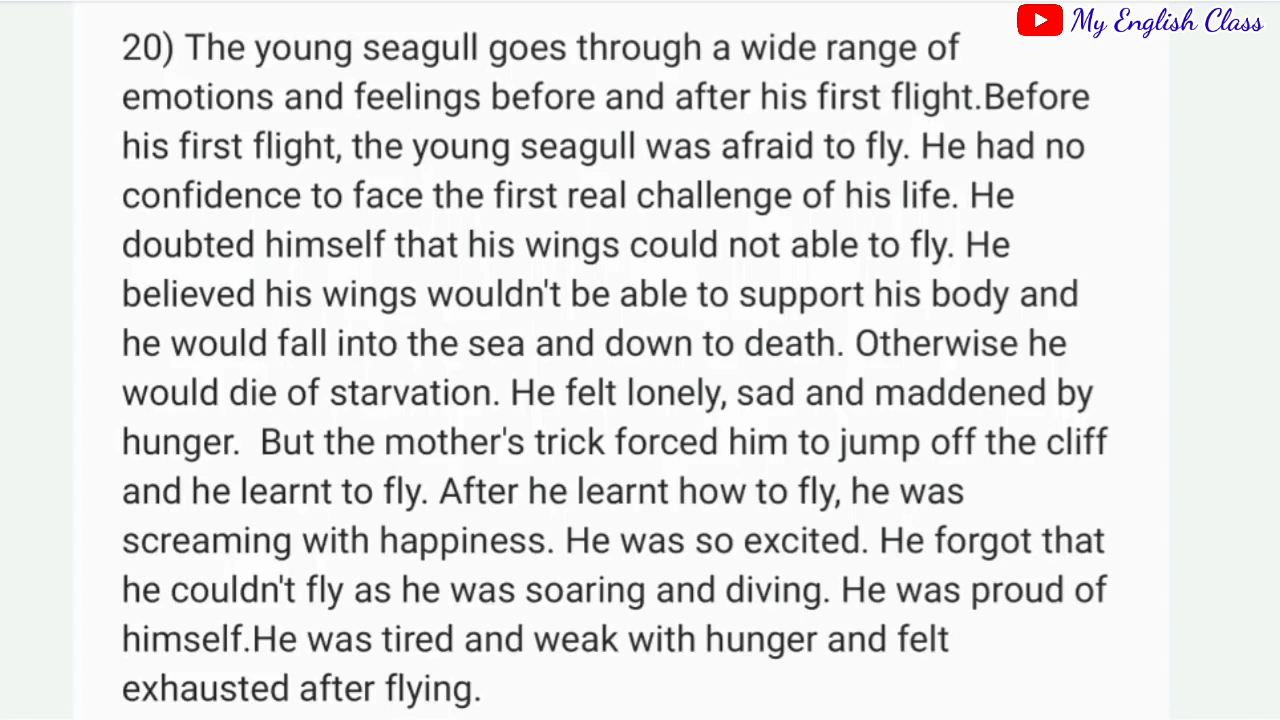 My English Class
20) The young seagull goes through a wide range of
emotions and feelings before and after his first flight.Before
his first flight, the young seagull was afraid to fly. He had no
confidence to face the first real challenge of his life. He
doubted himself that his wings could not able to fly. He
believed his wings wouldn't be able to support his body and
he would fall into the sea and down to death. Otherwise he
would die of starvation. He felt lonely, sad and maddened by
hunger.  But the mother's trick forced him to jump off the cliff
and he learnt to fly. After he learnt how to fly, he was
screaming with happiness. He was so excited. He forgot that
he couldn't fly as he was soaring and diving. He was proud of
himself.He was tired and weak with hunger and felt
exhausted after flying.